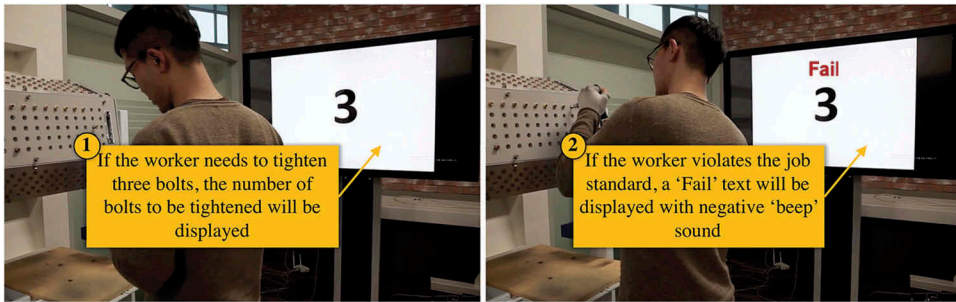 3
1
If the worker needs to tighten
three bolts, the number of
bolts to be tightened will be
displayed
Fail
3
2
If the worker violates the job
standard, a ‘Fail’ text will be
displayed with negative ‘beep’
sound